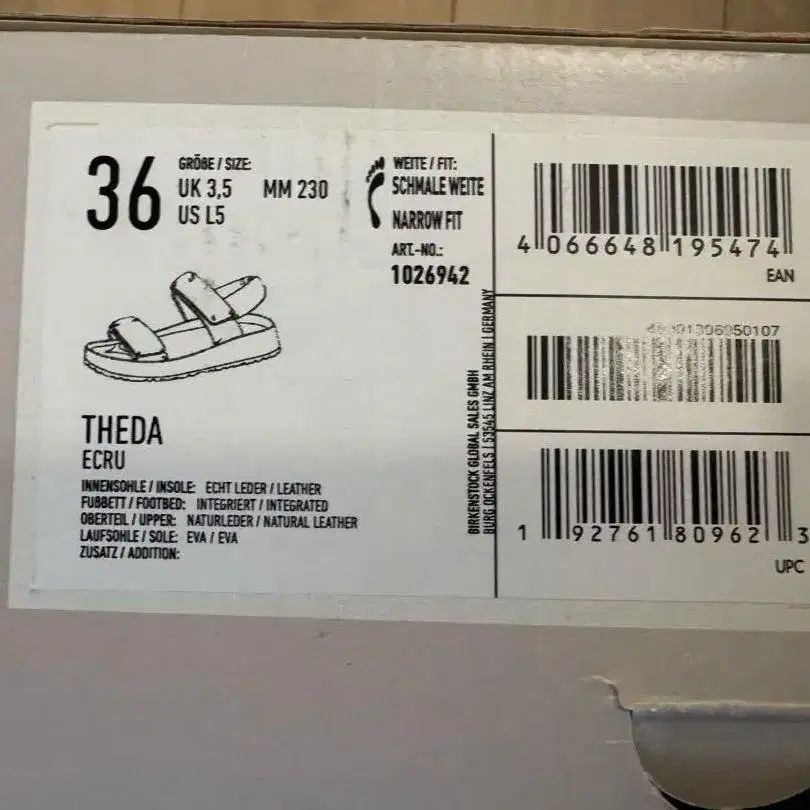 36
GRÖßE / SIZE:
UK 3,5 MM 230
US L5
WEITE / FIT:
SCHMALE WEITE
NARROW FIT
ART.-NO.:
1026942
THEDA
ECRU
INNENSOHLE / INSOLE: ECHT LEDER / LEATHER
FUßBETT / FOOTBED: INTEGRIERT / INTEGRATED
OBERTEIL / UPPER: NATURLEDER / NATURAL LEATHER
LAUFSOHLE / SOLE: EVA / EVA
ZUSATZ / ADDITION:
BIRKENSTOCK GLOBAL SALES GMBH
BURG OCKENFELS | 53545 LINZ AM RHEIN | GERMANY
4 066648 195474
EAN
1 92761 80962 3
UPC